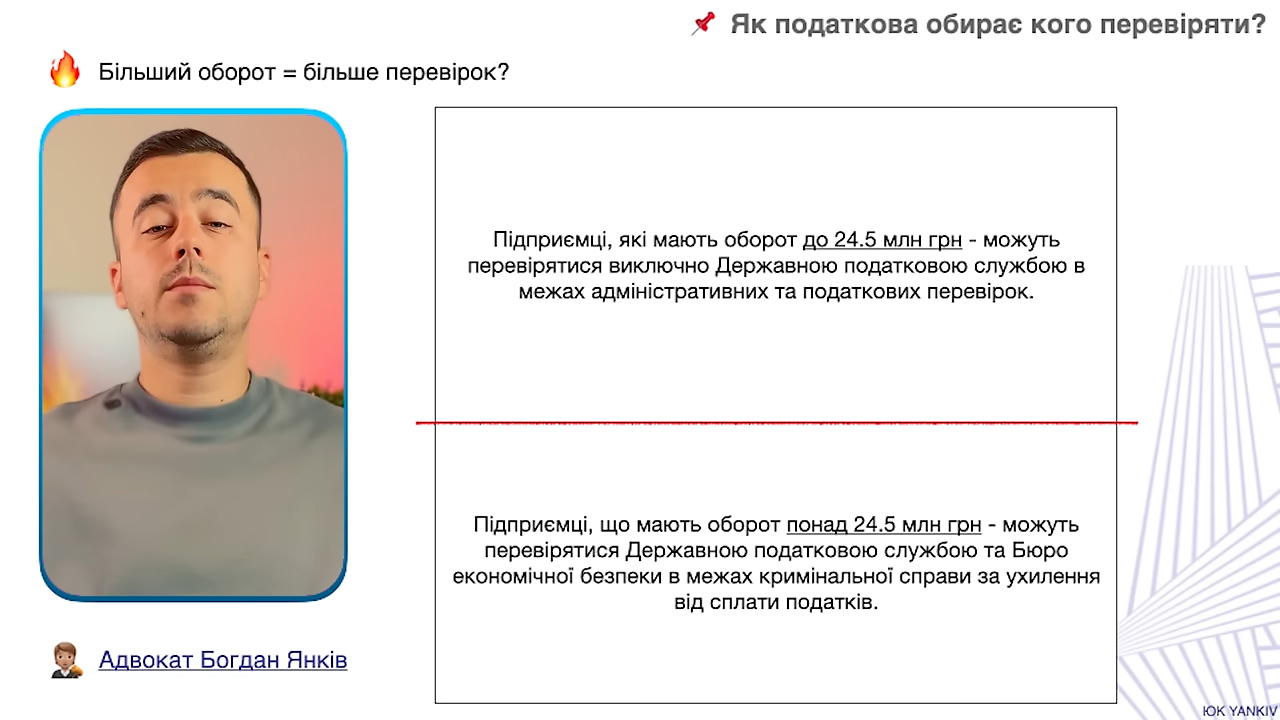 Як податкова обирає кого перевіряти?
Більший оборот = більше перевірок?
Підприємці, які мають оборот до 24.5 млн грн - можуть
перевірятися виключно Державною податковою службою в
межах адміністративних та податкових перевірок.
Підприємці, що мають оборот понад 24.5 млн грн - можуть
перевірятися Державною податковою службою та Бюро
економічної безпеки в межах кримінальної справи за ухилення
від сплати податків.
Адвокат Богдан Янків
ЮК YANKIV